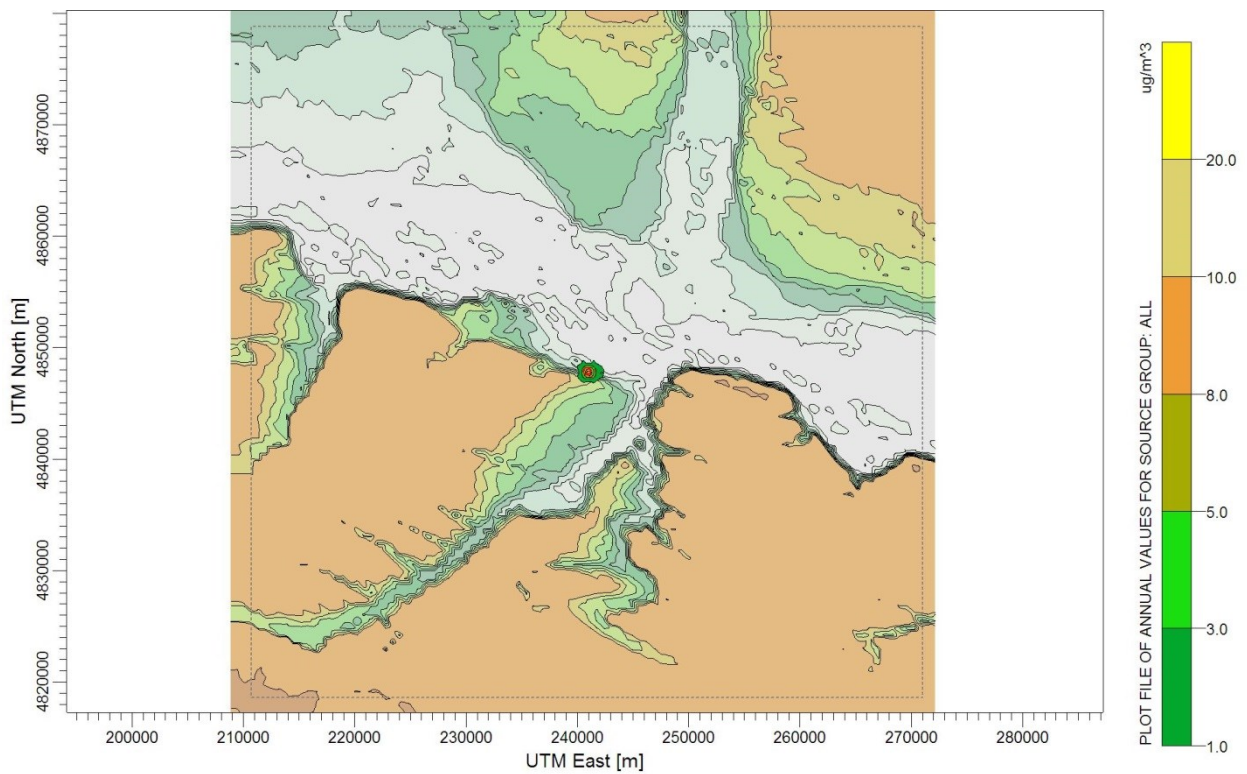 UTM North [m]
4870000
4860000
4850000
4840000
4830000
4820000
200000 210000 220000 230000 240000 250000 260000 270000 280000
UTM East [m]
ug/m^3
PLOT FILE OF ANNUAL VALUES FOR SOURCE GROUP: ALL
20.0
10.0
8.0
5.0
3.0
1.0